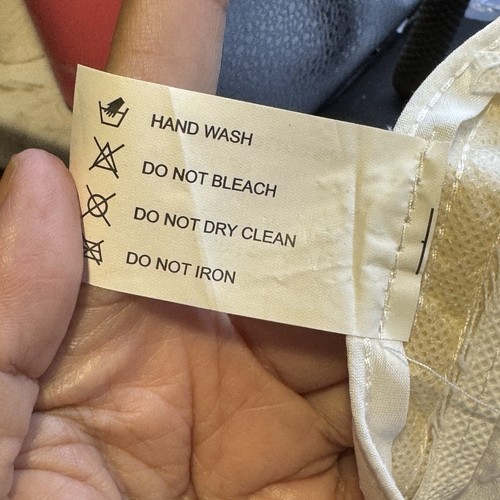 HAND WASH
DO NOT BLEACH
DO NOT DRY CLEAN
DO NOT IRON